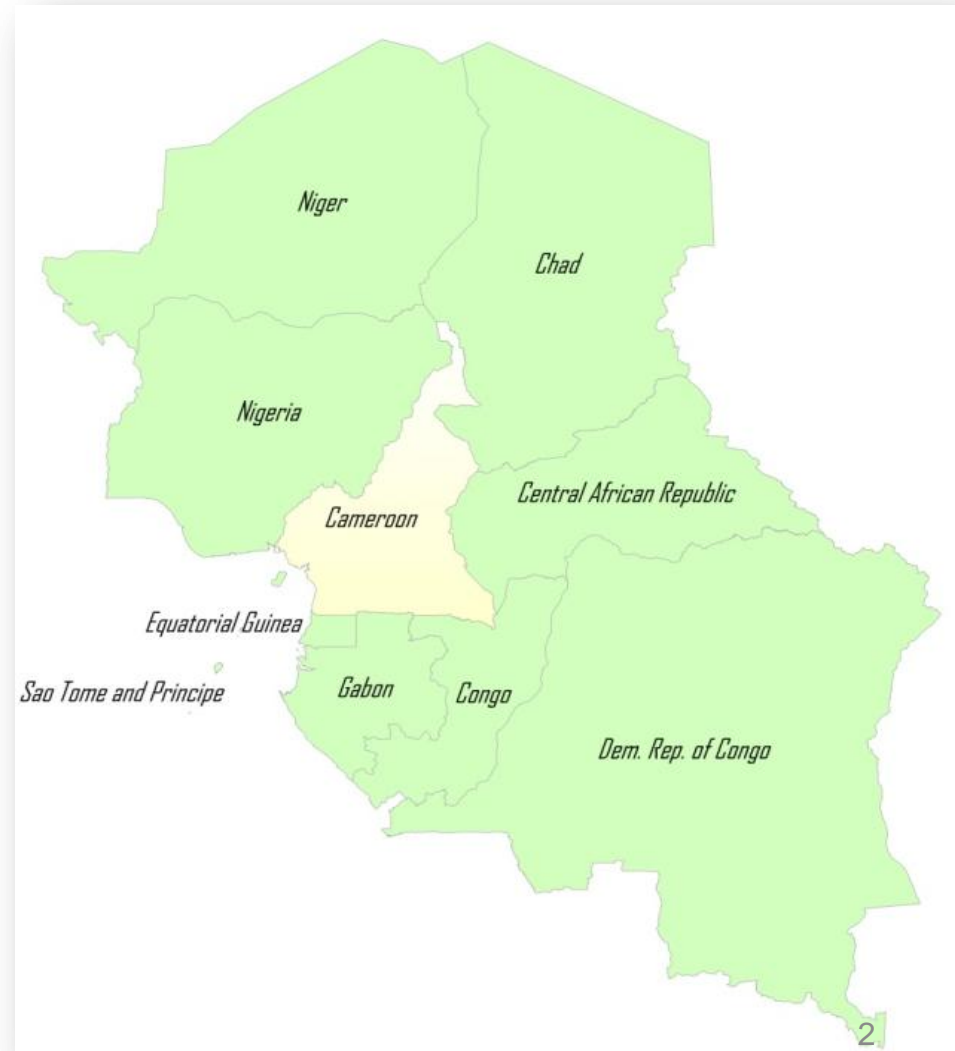 Niger
Chad
Nigeria
Central African Republic
Cameroon
Equatorial Guinea
Sao Tome and Principe
Gabon
Congo
Dem. Rep. of Congo
2